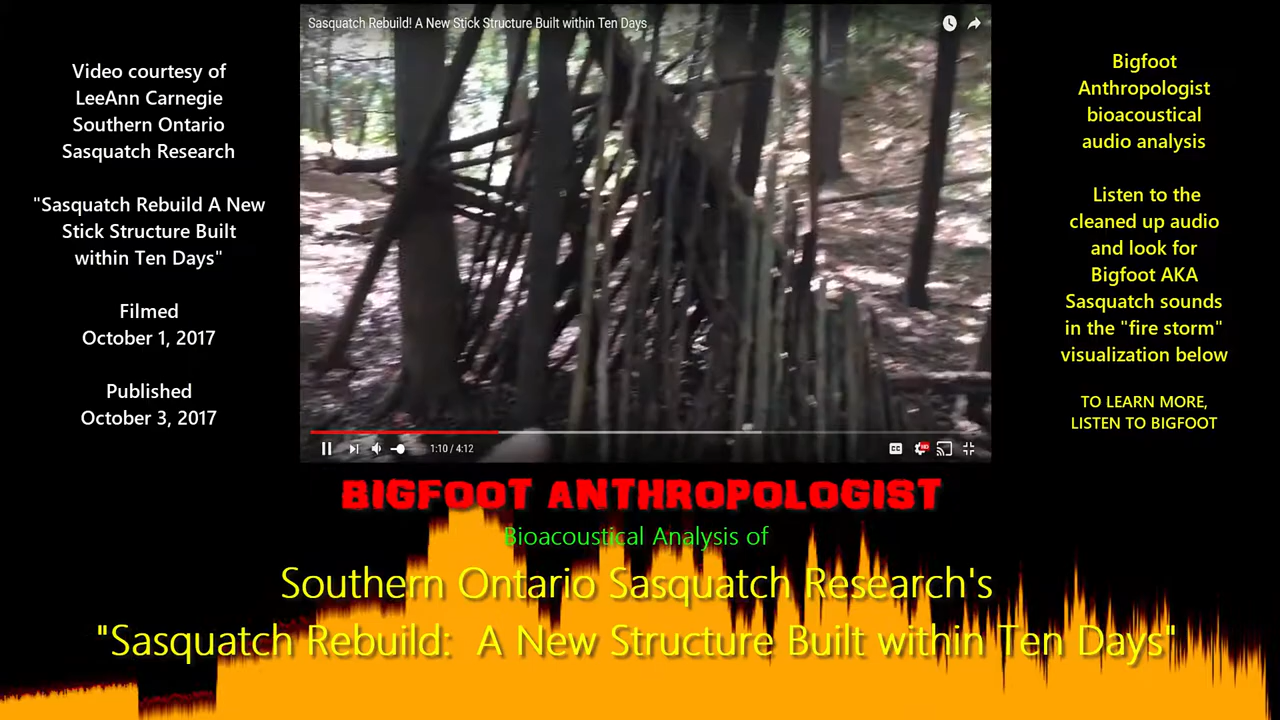 Sasquatch Rebuild! A New Stick Structure Built within Ten Days
Video courtesy of
LeeAnn Carnegie
Southern Ontario
Sasquatch Research
"Sasquatch Rebuild A New
Stick Structure Built
within Ten Days"
Filmed
October 1, 2017
Published
October 3, 2017
Bigfoot
Anthropologist
bioacoustical
audio analysis
Listen to the
cleaned up audio
and look for
Bigfoot AKA
Sasquatch sounds
in the "fire storm"
visualization below
TO LEARN MORE,
LISTEN TO BIGFOOT
1:10 / 4:12
CC
HD
BIGFOOT ANTHROPOLOGIST
Bioacoustical Analysis of
Southern Ontario Sasquatch Research's
"Sasquatch Rebuild:  A New Structure Built within Ten Days"